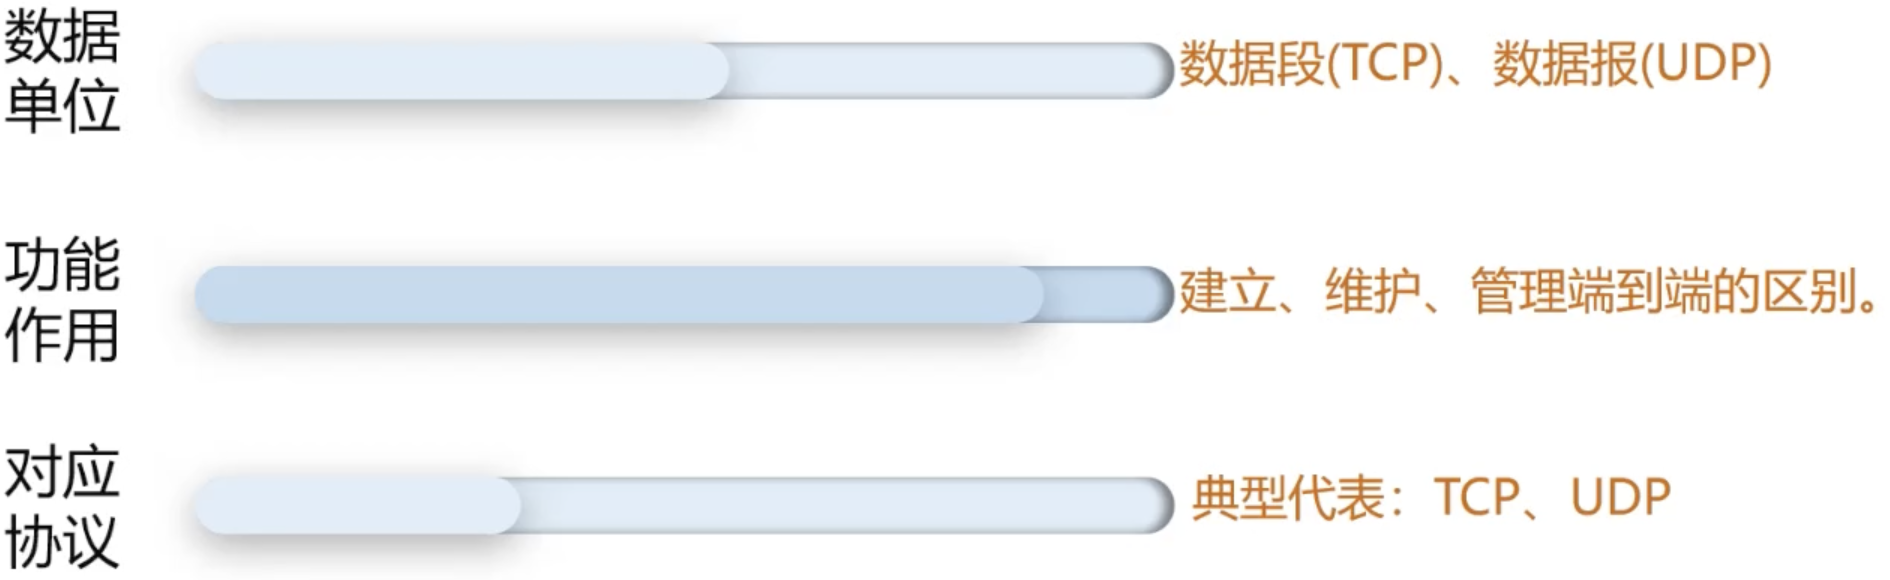 数据
单位
数据段(TCP)、数据报(UDP)
功能
作用
建立、维护、管理端到端的区别。
对应
协议
典型代表：TCP、UDP